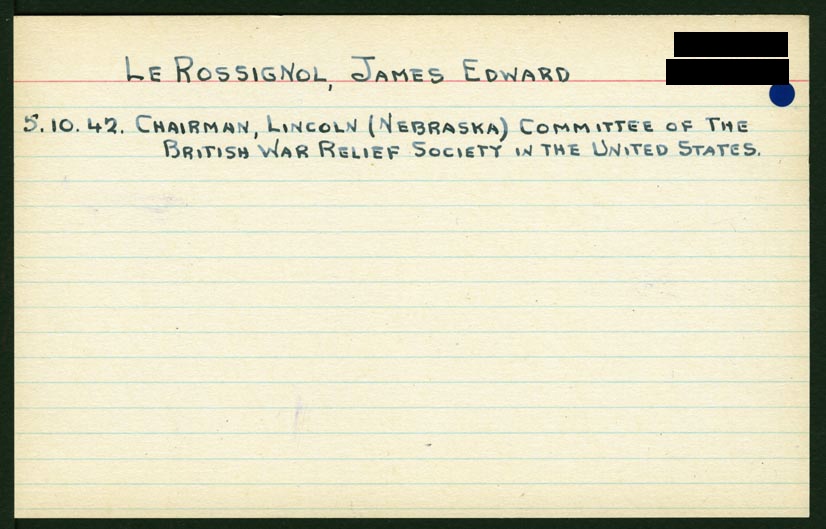 Le Rossignol, James Edward
5.10.42. Chairman, Lincoln (Nebraska) Committee of the
British War Relief Society in the United States.